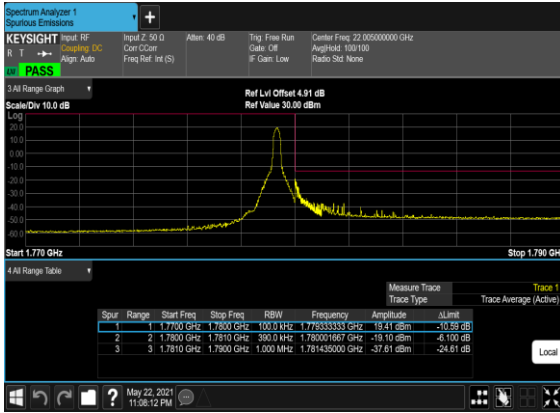 Spectrum Analyzer 1
Spurious Emissions
+
KEYSIGHT Input: RF Input Z: 50 Ω Atten: 40 dB Trig: Free Run Center Freq: 22.005000000 GHz
R T Coupling: DC Corr CCorr Gate: Off Avg|Hold: 100/100
Align: Auto Freq Ref: Int (S) IF Gain: Low Radio Std: None
PASS
3 All Range Graph
Ref Lvl Offset 4.91 dB
Scale/Div 10.0 dB Ref Value 30.00 dBm
Log
20.0
10.0
0.00
-10.0
-20.0
-30.0
-40.0
-50.0
-60.0
Start 1.770 GHz Stop 1.790 GH
4 All Range Table
Measure Trace Trace 1
Trace Type Trace Average (Active)
Spur Range Start Freq Stop Freq RBW Frequency Amplitude ΔLimit
1 1 1.7700 GHz 1.7800 GHz 100.0 kHz 1.779333333 GHz 19.41 dBm -10.59 dB
2 2 1.7800 GHz 1.7810 GHz 390.0 kHz 1.780001667 GHz -19.10 dBm -6.100 dB
3 3 1.7810 GHz 1.7900 GHz 1.000 MHz 1.781435000 GHz -37.61 dBm -24.61 dB
Local
? May 22, 2021
11:08:12 PM